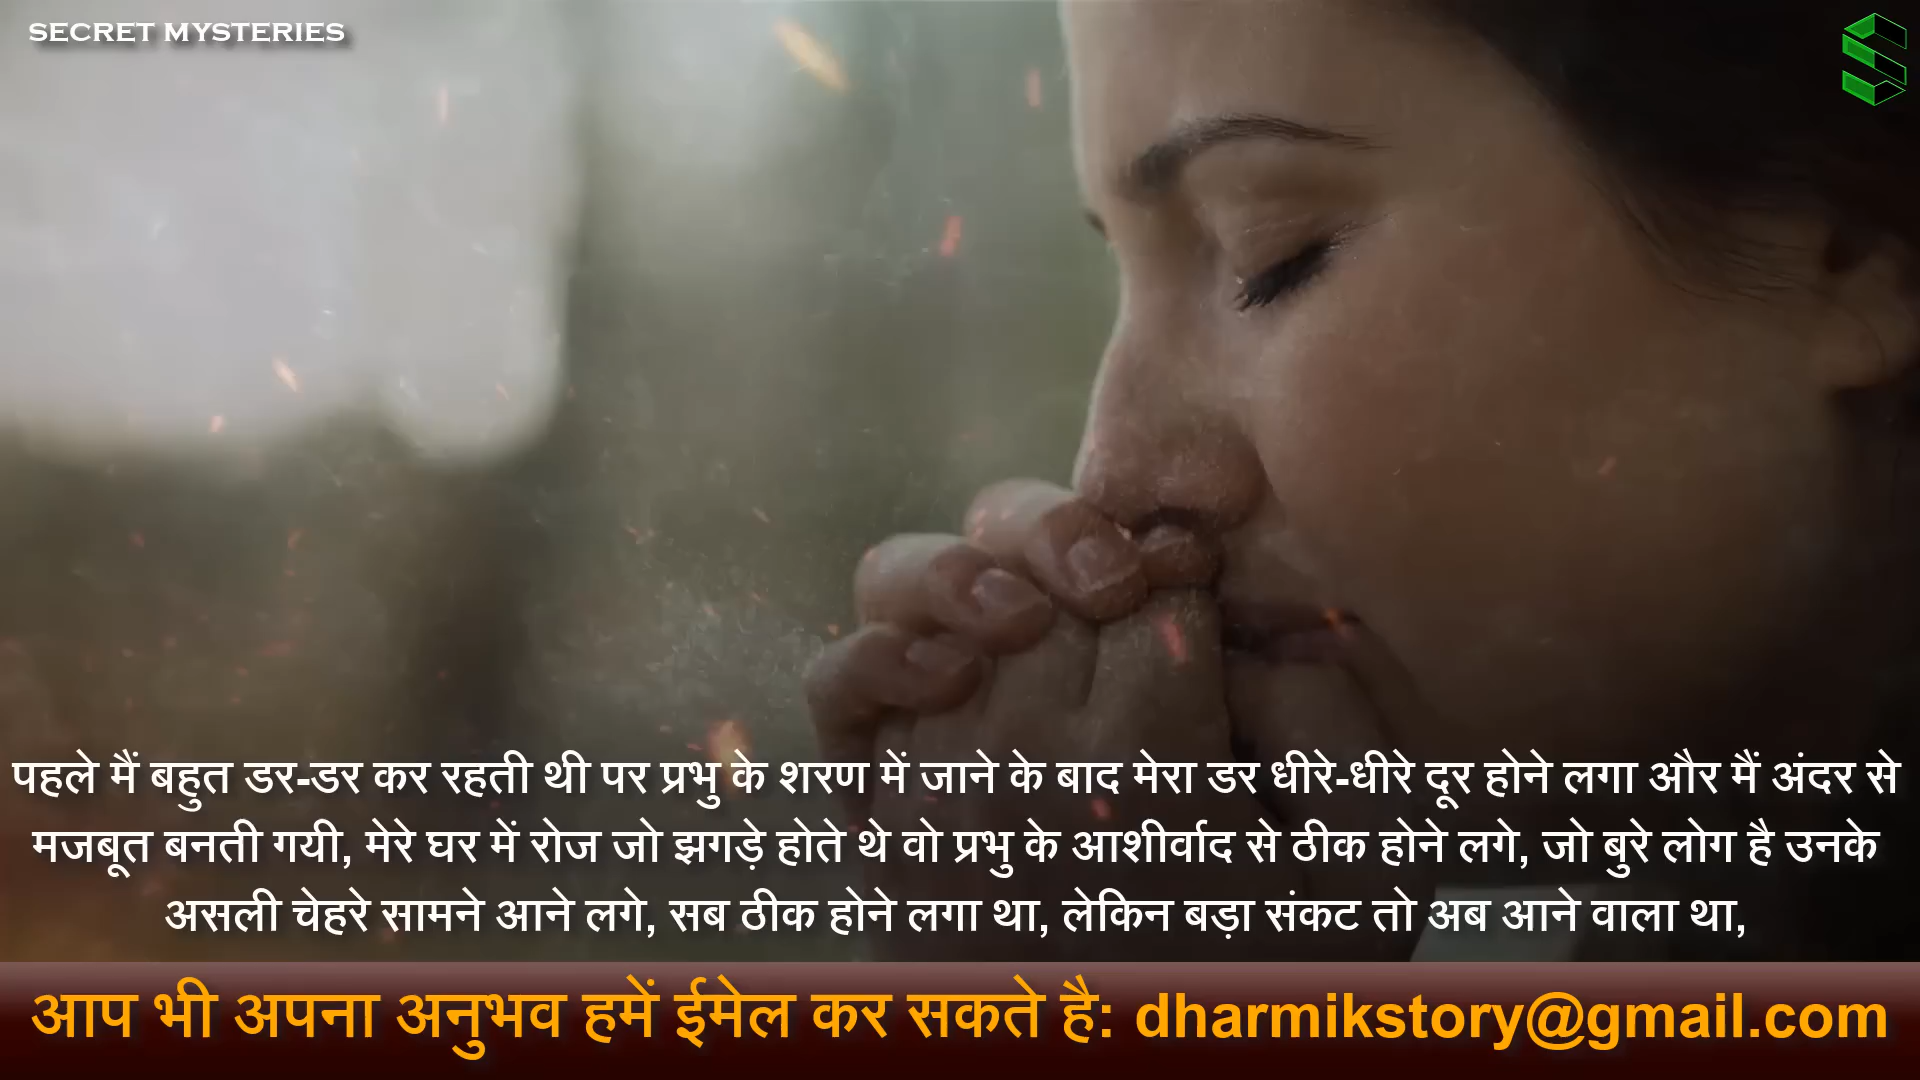 SECRET MYSTERIES
पहले मैं बहुत डर-डर कर रहती थी पर प्रभु के शरण में जाने के बाद मेरा डर धीरे-धीरे दूर होने लगा और मैं अंदर से
मजबूत बनती गयी, मेरे घर में रोज जो झगड़े होते थे वो प्रभु के आशीर्वाद से ठीक होने लगे, जो बुरे लोग है उनके
असली चेहरे सामने आने लगे, सब ठीक होने लगा था, लेकिन बड़ा संकट तो अब आने वाला था,
आप भी अपना अनुभव हमें ईमेल कर सकते है: dharmikstory@gmail.com